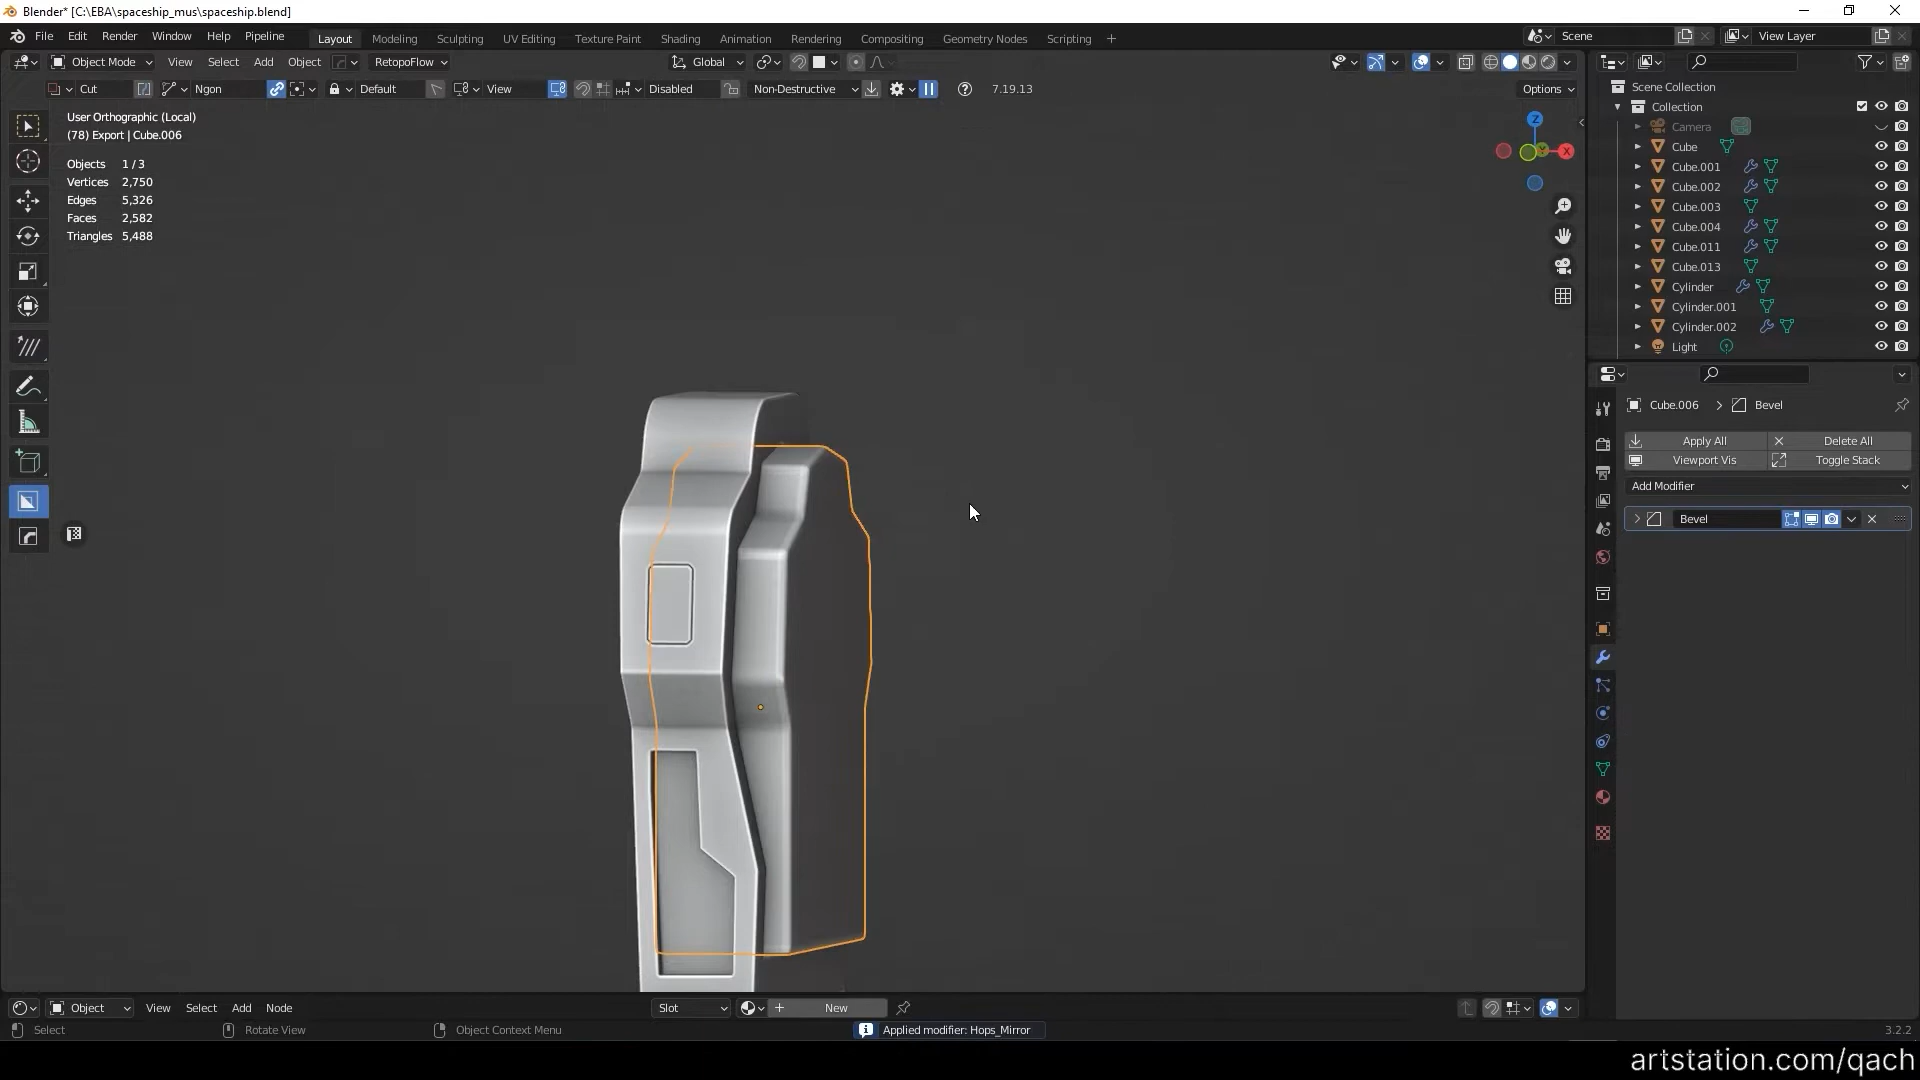 Blender* [C:\EBA\spaceship_mus\spaceship.blend]
File Edit Render Window Help Pipeline Layout Modeling Sculpting UV Editing Texture Paint Shading Animation Rendering Compositing Geometry Nodes Scripting + Scene View Layer
Object Mode View Select Add Object RetopoFlow Global
Cut Ngon Default View Disabled Non-Destructive 7.19.13 Options
User Orthographic (Local)
(78) Export | Cube.006
Objects 1 / 3
Vertices 2,750
Edges 5,326
Faces 2,582
Triangles 5,488
Z
X
Scene Collection
Collection
Camera
Cube
Cube.001
Cube.002
Cube.003
Cube.004
Cube.011
Cube.013
Cylinder
Cylinder.001
Cylinder.002
Light
Cube.006 > Bevel
Apply All Delete All
Viewport Vis Toggle Stack
Add Modifier
Bevel
Object View Select Add Object Node Slot New
Select Rotate View Object Context Menu Applied modifier: Hops_Mirror 3.2.2
artstation.com/qach